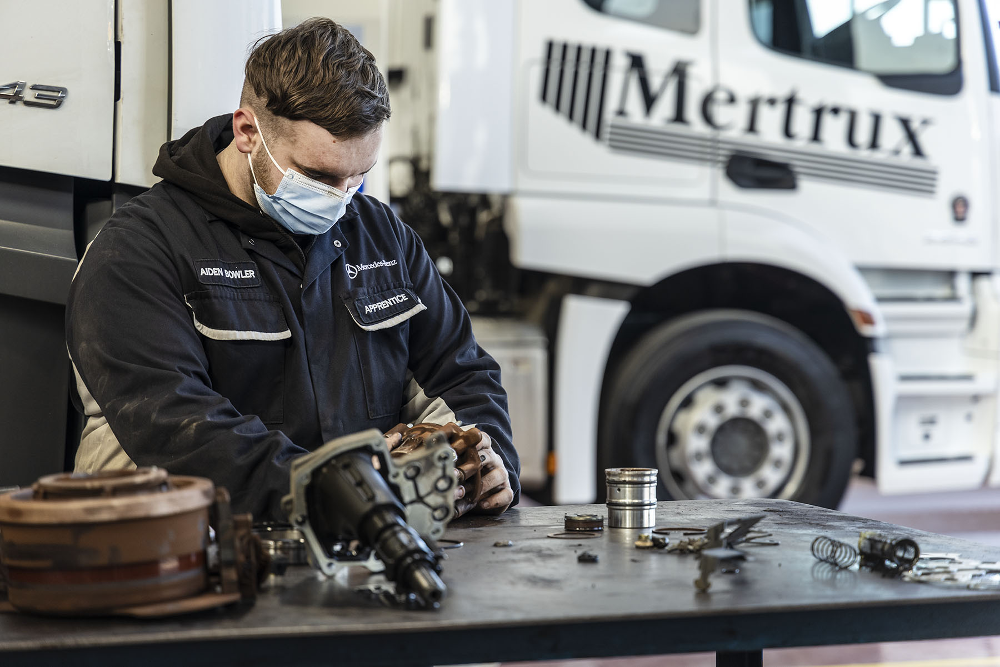 43
Mertrux
AIDEN BOWLER
Mercedes-Benz
APPRENTICE